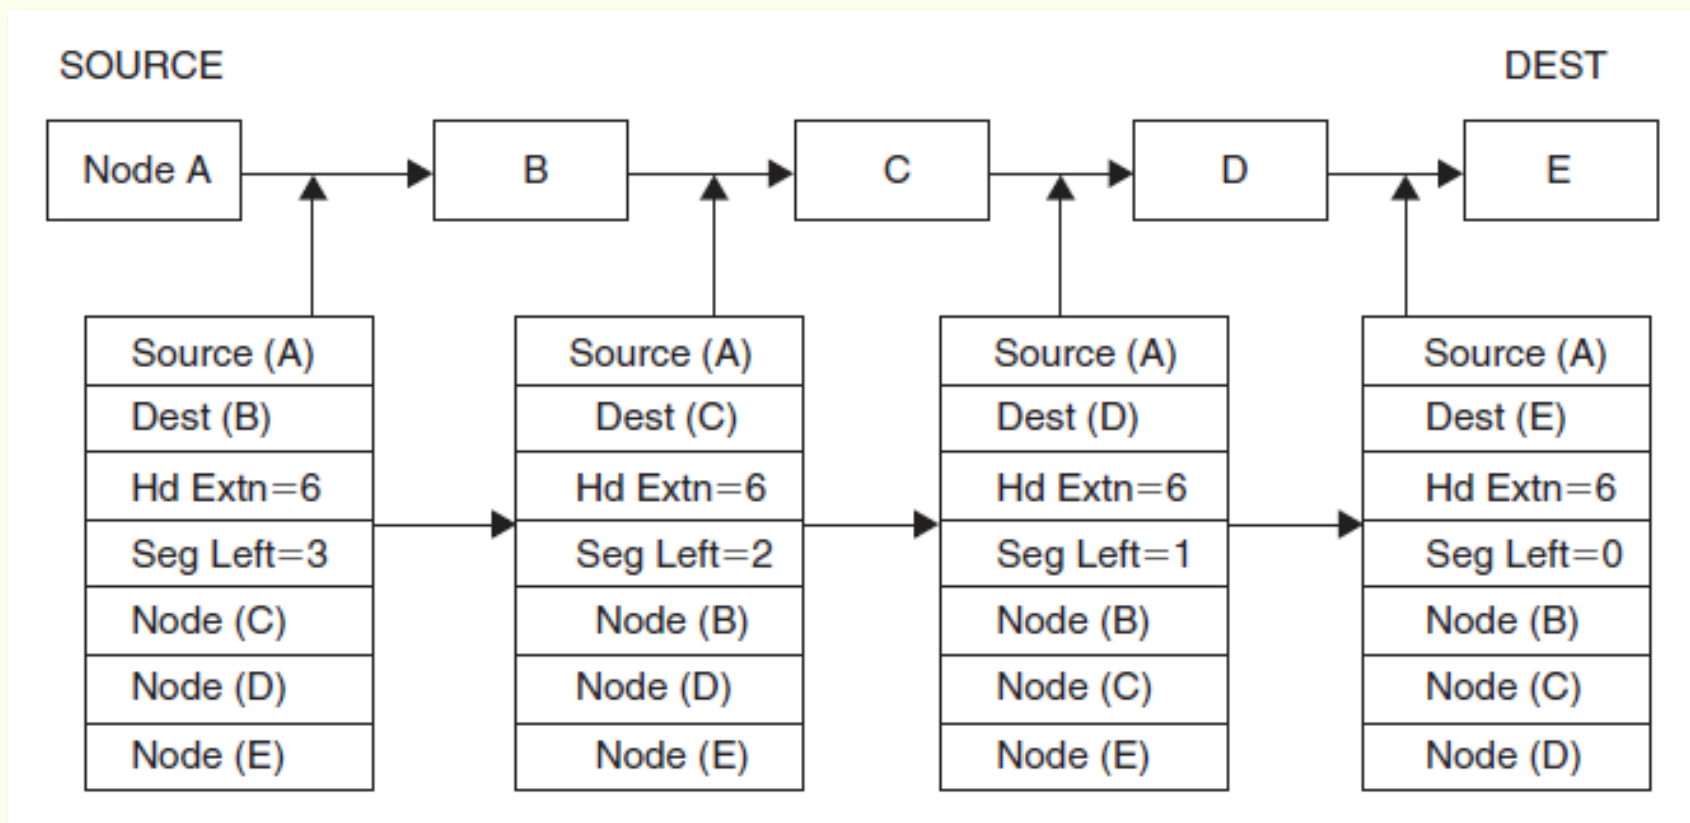 SOURCE
DEST
Node A
B
C
D
E
Source (A)
Dest (B)
Hd Extn=6
Seg Left=3
Node (C)
Node (D)
Node (E)
Source (A)
Dest (C)
Hd Extn=6
Seg Left=2
Node (B)
Node (D)
Node (E)
Source (A)
Dest (D)
Hd Extn=6
Seg Left=1
Node (B)
Node (C)
Node (E)
Source (A)
Dest (E)
Hd Extn=6
Seg Left=0
Node (B)
Node (C)
Node (D)